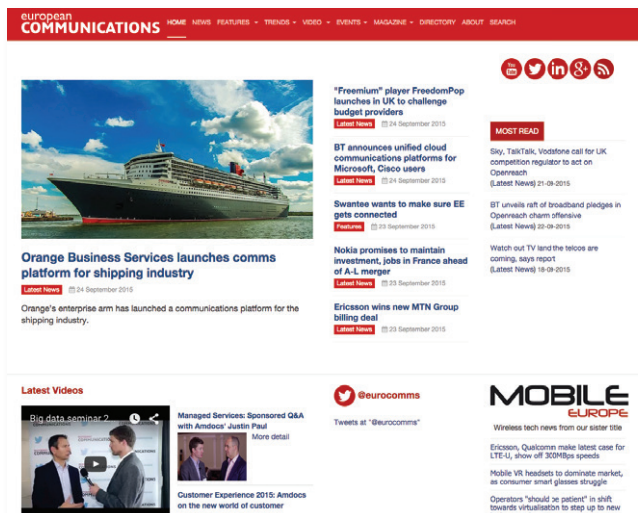 european
COMMUNICATIONS
HOME NEWS FEATURES TRENDS VIDEO EVENTS MAGAZINE DIRECTORY ABOUT SEARCH
Orange Business Services launches comms
platform for shipping industry
Latest News 24 September 2015
Orange's enterprise arm has launched a communications platform for the
shipping industry.
"Freemium" player FreedomPop
launches in UK to challenge
budget providers
Latest News 24 September 2015
BT announces unified cloud
communications platforms for
Microsoft, Cisco users
Latest News 24 September 2015
Swantee wants to make sure EE
gets connected
Features 23 September 2015
Nokia promises to maintain
investment, jobs in France ahead
of A-L merger
Latest News 23 September 2015
Ericsson wins new MTN Group
billing deal
Latest News 23 September 2015
You
Tube
in
g+
MOST READ
Sky, TalkTalk, Vodafone call for UK
competition regulator to act on
Openreach
(Latest News) 21-09-2015
BT unveils raft of broadband pledges in
Openreach charm offensive
(Latest News) 22-09-2015
Watch out TV land the telcos are
coming, says report
(Latest News) 18-09-2015
Latest Videos
Big data seminar 2
Managed Services: Sponsored Q&A
with Amdocs' Justin Paul
More detail
Customer Experience 2015: Amdocs
on the new world of customer
@eurocomms
Tweets at "@eurocomms"
MOBILE
EUROPE
Wireless tech news from our sister title
Ericsson, Qualcomm make latest case for
LTE-U, show off 300MBps speeds
Mobile VR headsets to dominate market,
as consumer smart glasses struggle
Operators "should be patient" in shift
towards virtualisation to step up to new